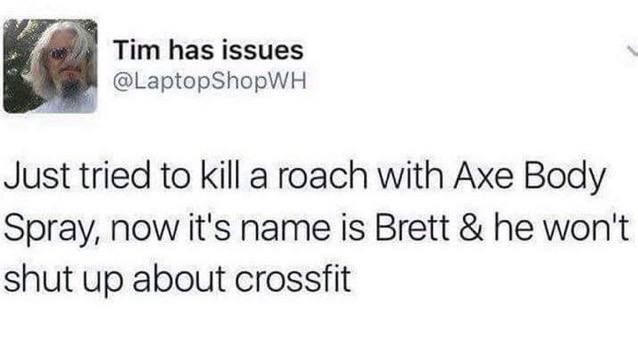 Tim has issues
@LaptopShopWH
Just tried to kill a roach with Axe Body
Spray, now it's name is Brett & he won't
shut up about crossfit